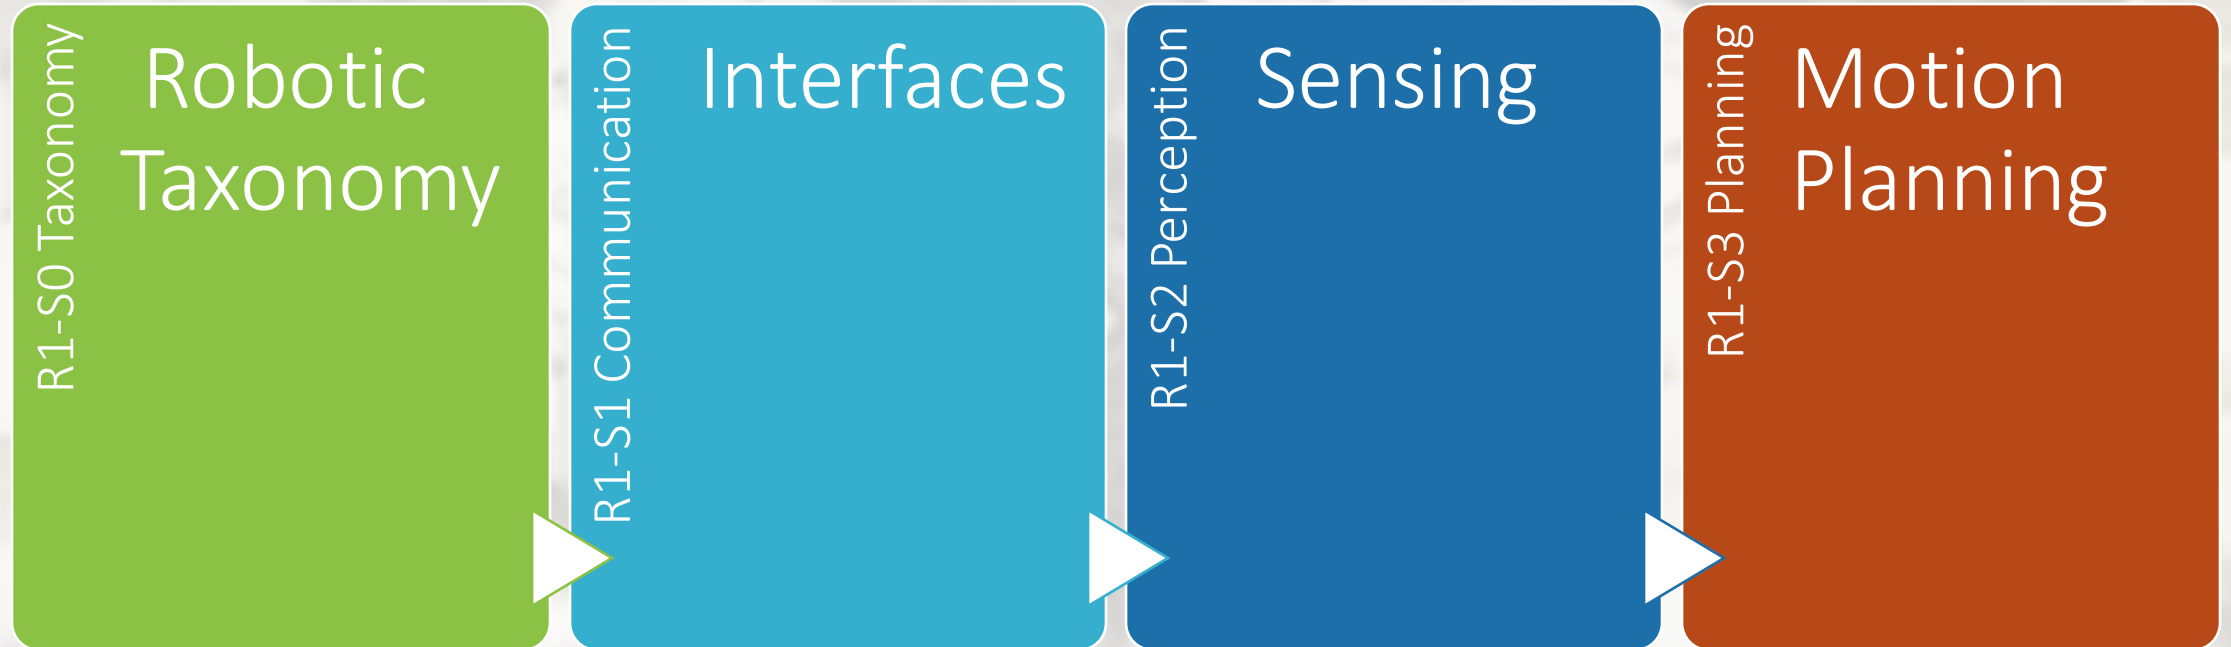 R1-S0 Taxonomy
Robotic
Taxonomy
R1-S1 Communication
Interfaces
R1-S2 Perception
Sensing
R1-S3 Planning
Motion
Planning